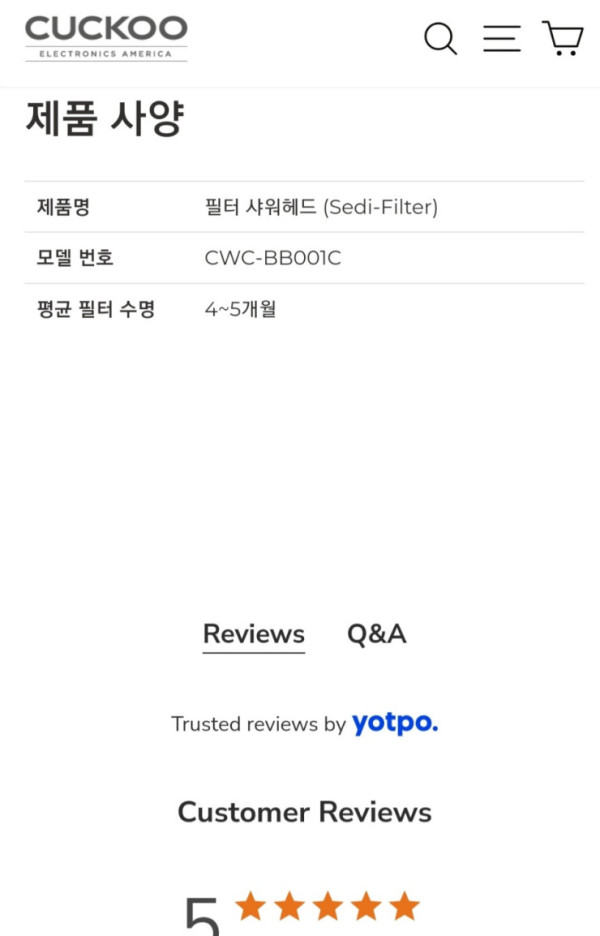 CUCKOO
ELECTRONICS AMERICA
제품 사양
제품명 필터 샤워헤드 (Sedi-Filter)
모델 번호 CWC-BB001C
평균 필터 수명 4~5개월
Reviews Q&A
Trusted reviews by yotpo.
Customer Reviews
5